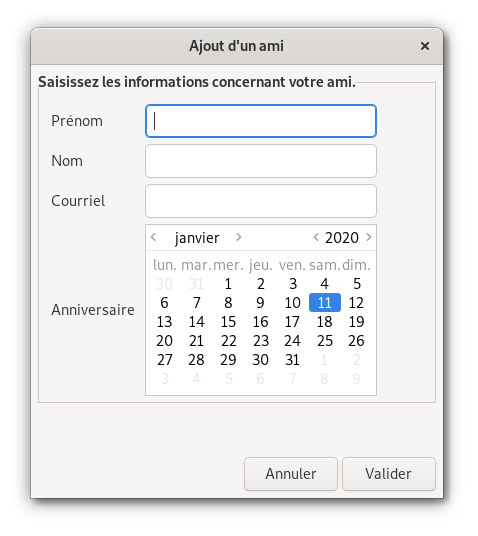 Ajout d'un ami ×
Saisissez les informations concernant votre ami.
Prénom
Nom
Courriel
Anniversaire
‹ janvier › ‹ 2020 ›
lun. mar. mer. jeu. ven. sam. dim.
30 31 1 2 3 4 5
6 7 8 9 10 11 12
13 14 15 16 17 18 19
20 21 22 23 24 25 26
27 28 29 30 31 1 2
3 4 5 6 7 8 9
Annuler Valider